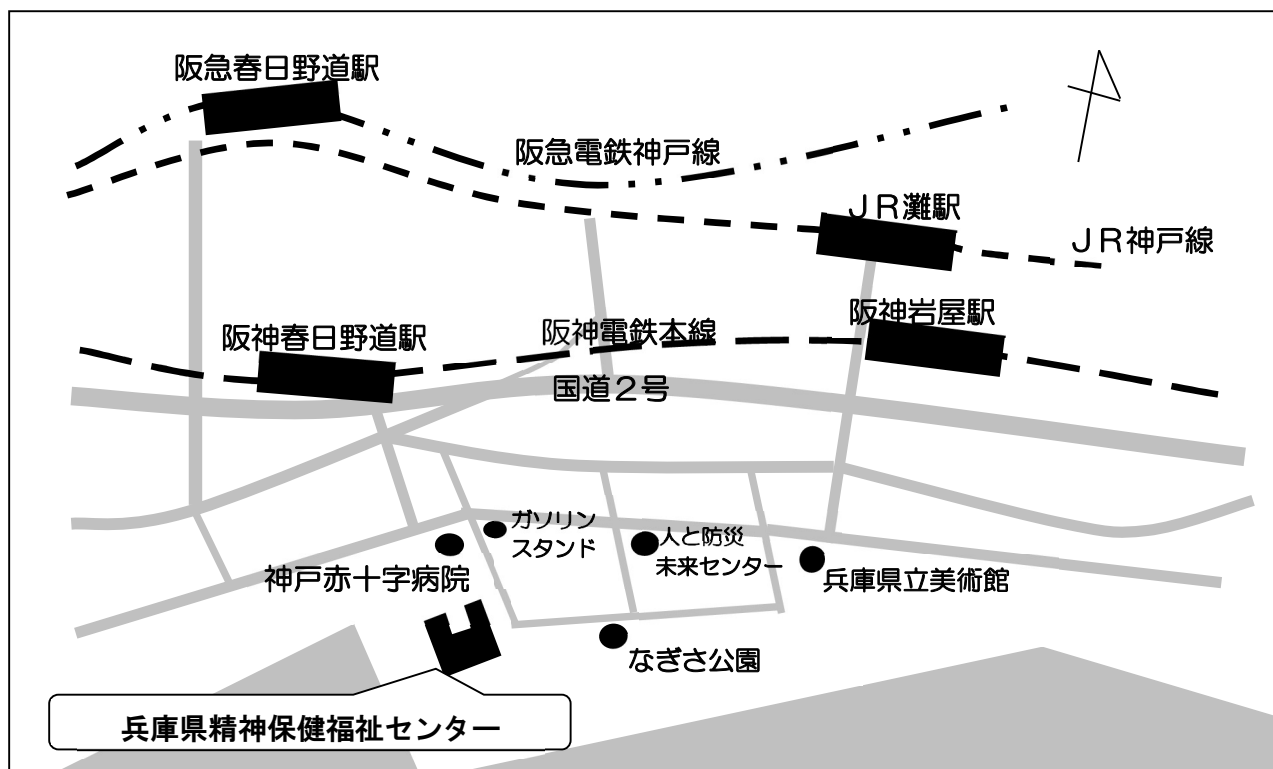 阪急春日野道駅
阪急電鉄神戸線
ＪＲ灘駅
ＪＲ神戸線
阪神春日野道駅
阪神電鉄本線
阪神岩屋駅
国道２号
ガソリン
スタンド
人と防災
未来センター
神戸赤十字病院
兵庫県立美術館
なぎさ公園
兵庫県精神保健福祉センター